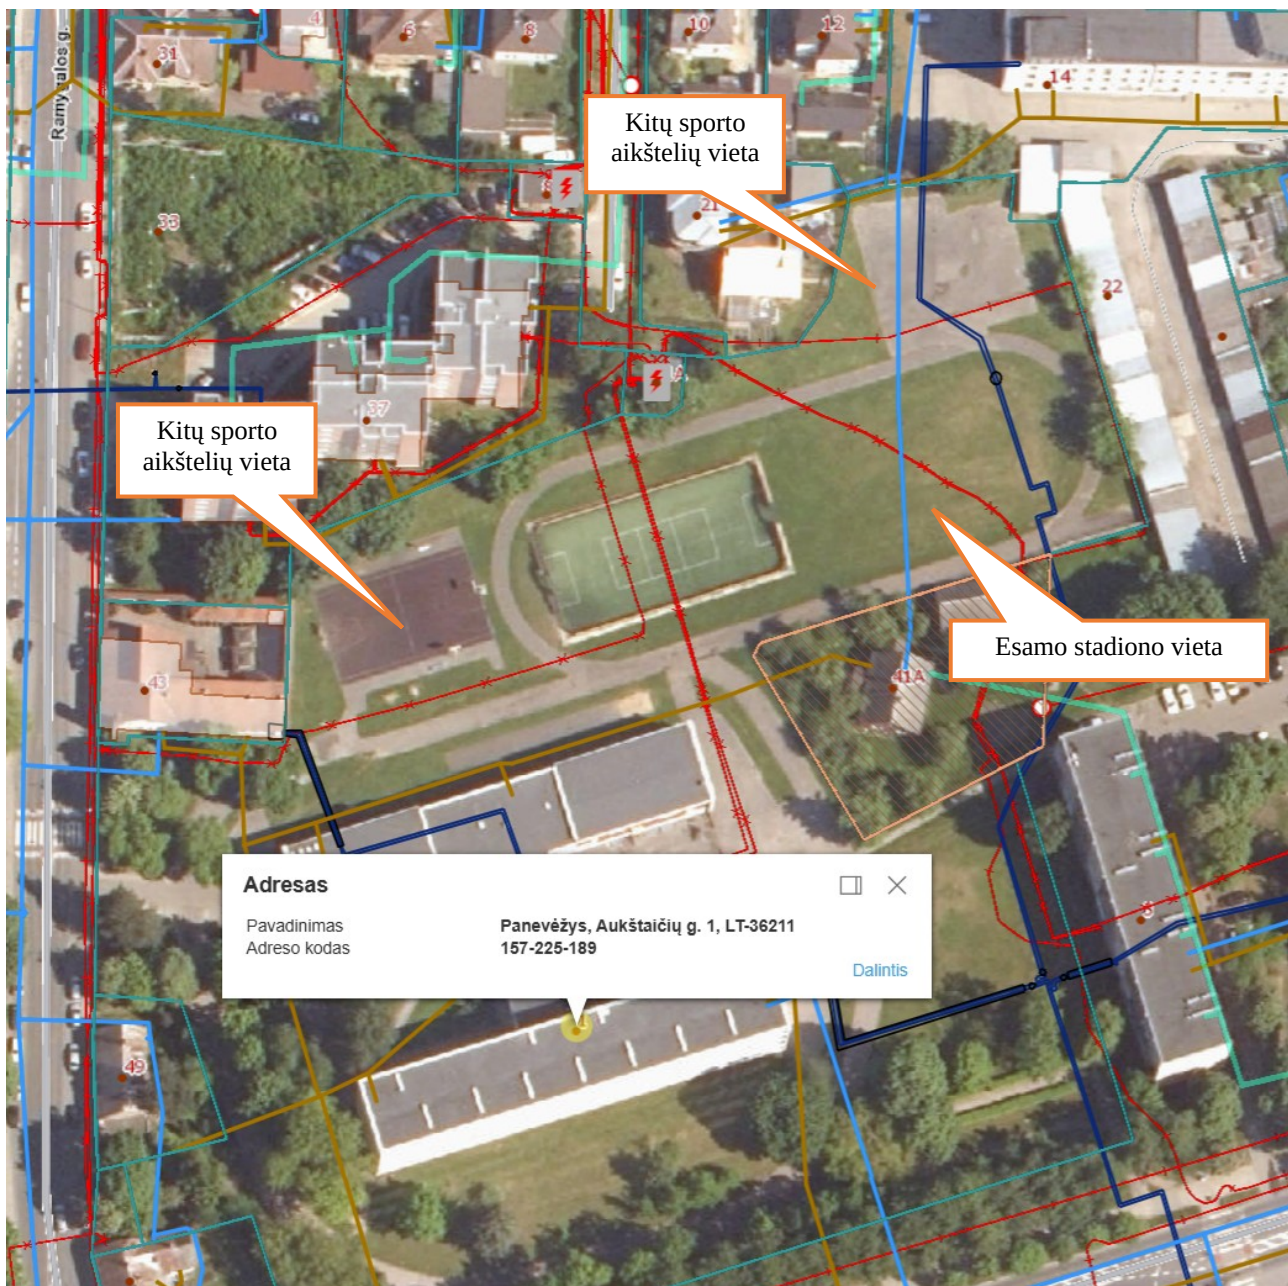 4
6
8
10
12
31
14
Ramygalos g.
Kitų sporto
aikštelių vieta
33
21
22
Kitų sporto
aikštelių vieta
37
Esamo stadiono vieta
41A
43
Adresas
Pavadinimas Panevėžys, Aukštaičių g. 1, LT-36211
Adreso kodas 157-225-189
Dalintis
49